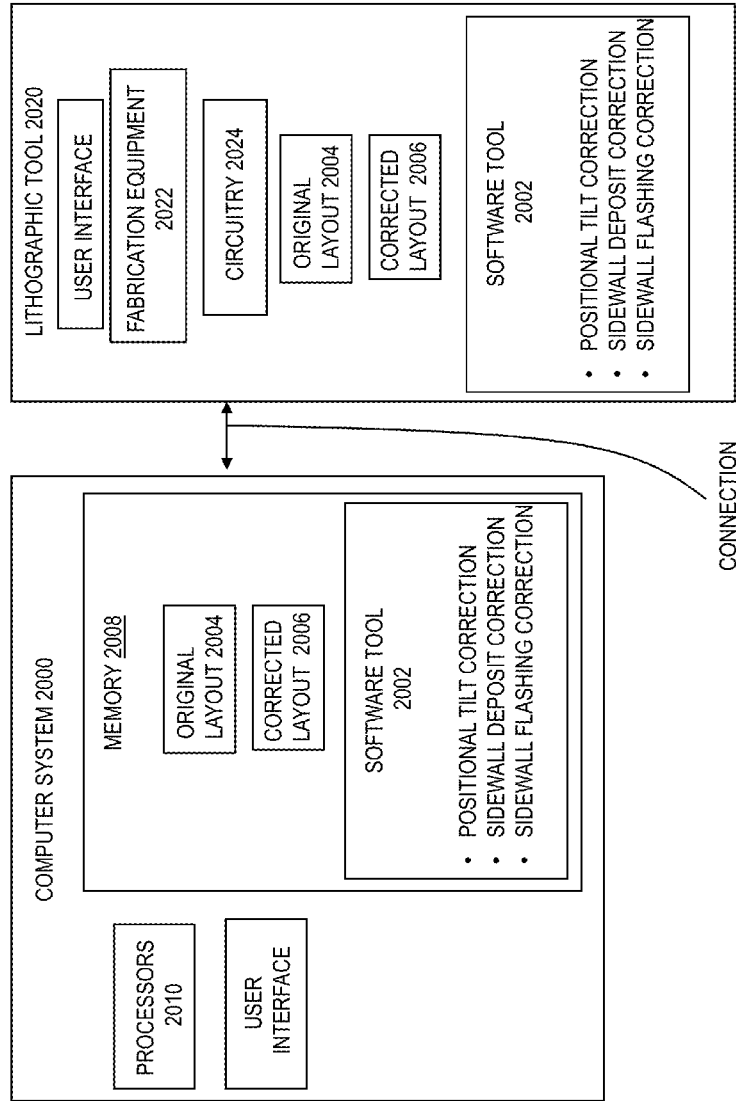 COMPUTER SYSTEM 2000
PROCESSORS
2010
USER
INTERFACE
MEMORY 2008
ORIGINAL
LAYOUT 2004
CORRECTED
LAYOUT 2006
SOFTWARE TOOL
2002
• POSITIONAL TILT CORRECTION
• SIDEWALL DEPOSIT CORRECTION
• SIDEWALL FLASHING CORRECTION
CONNECTION
LITHOGRAPHIC TOOL 2020
USER INTERFACE
FABRICATION EQUIPMENT
2022
CIRCUITRY 2024
ORIGINAL
LAYOUT 2004
CORRECTED
LAYOUT 2006
SOFTWARE TOOL
2002
• POSITIONAL TILT CORRECTION
• SIDEWALL DEPOSIT CORRECTION
• SIDEWALL FLASHING CORRECTION